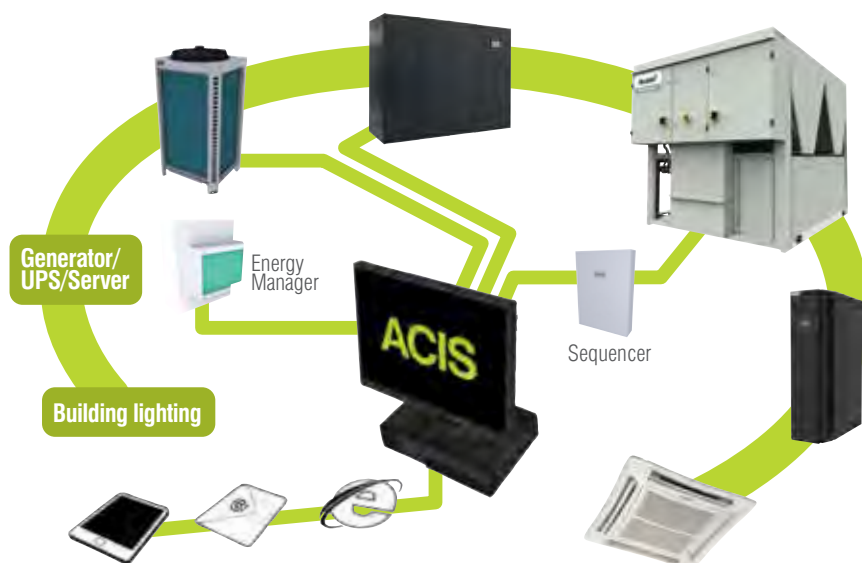 Generator/
UPS/Server
Energy
Manager
ACIS
Sequencer
Building lighting